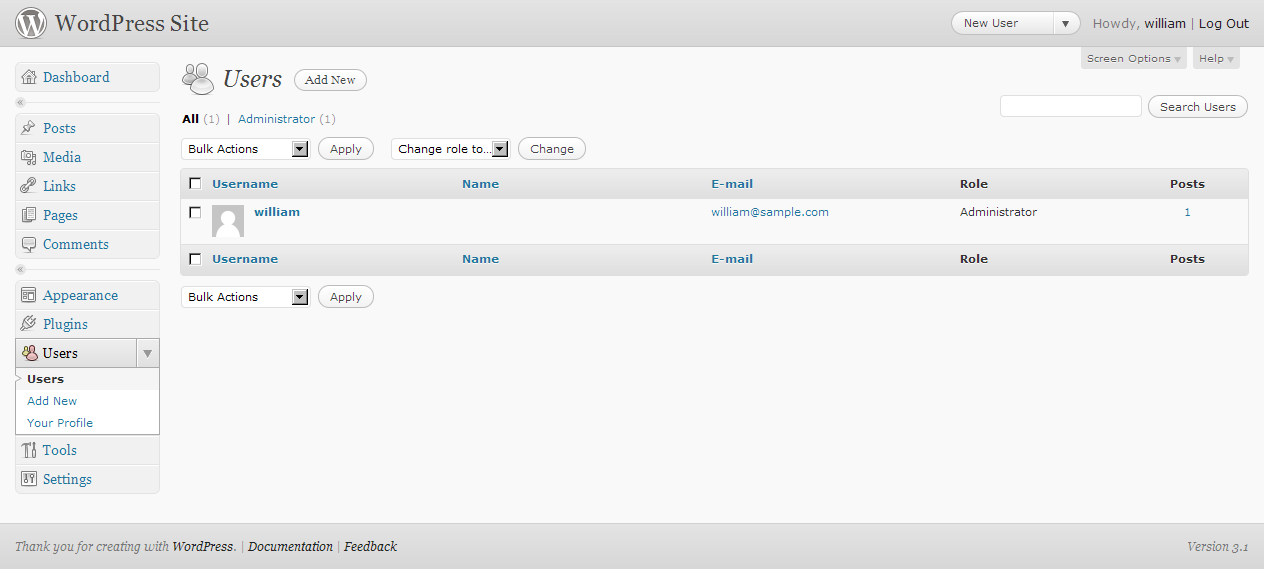 WordPress Site
New User
Howdy, william | Log Out
Screen Options
Help
Dashboard
Posts
Media
Links
Pages
Comments
Appearance
Plugins
Users
Users
Add New
Your Profile
Tools
Settings
Users
Add New
All (1) | Administrator (1)
Search Users
Bulk Actions
Apply
Change role to...
Change
Username Name E-mail Role Posts
william william@sample.com Administrator 1
Username Name E-mail Role Posts
Bulk Actions
Apply
Thank you for creating with WordPress. | Documentation | Feedback
Version 3.1